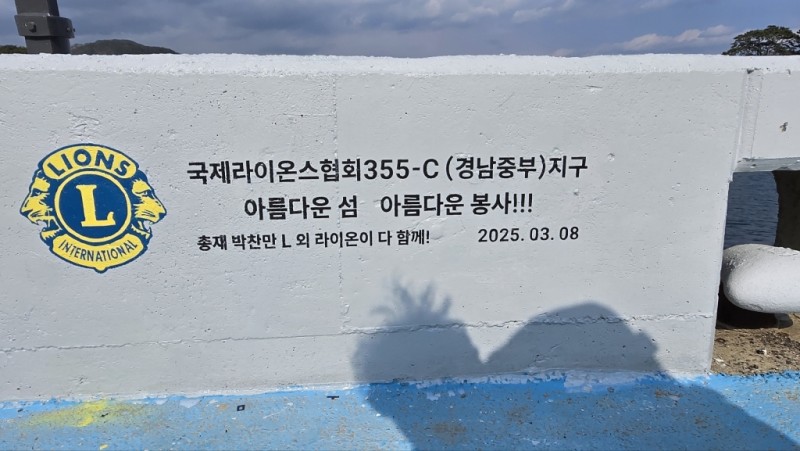 LIONS
L
INTERNATIONAL
국제라이온스협회355-C (경남중부)지구
아름다운 섬 아름다운 봉사!!!
총재 박찬만 L 외 라이온이 다 함께! 2025. 03. 08